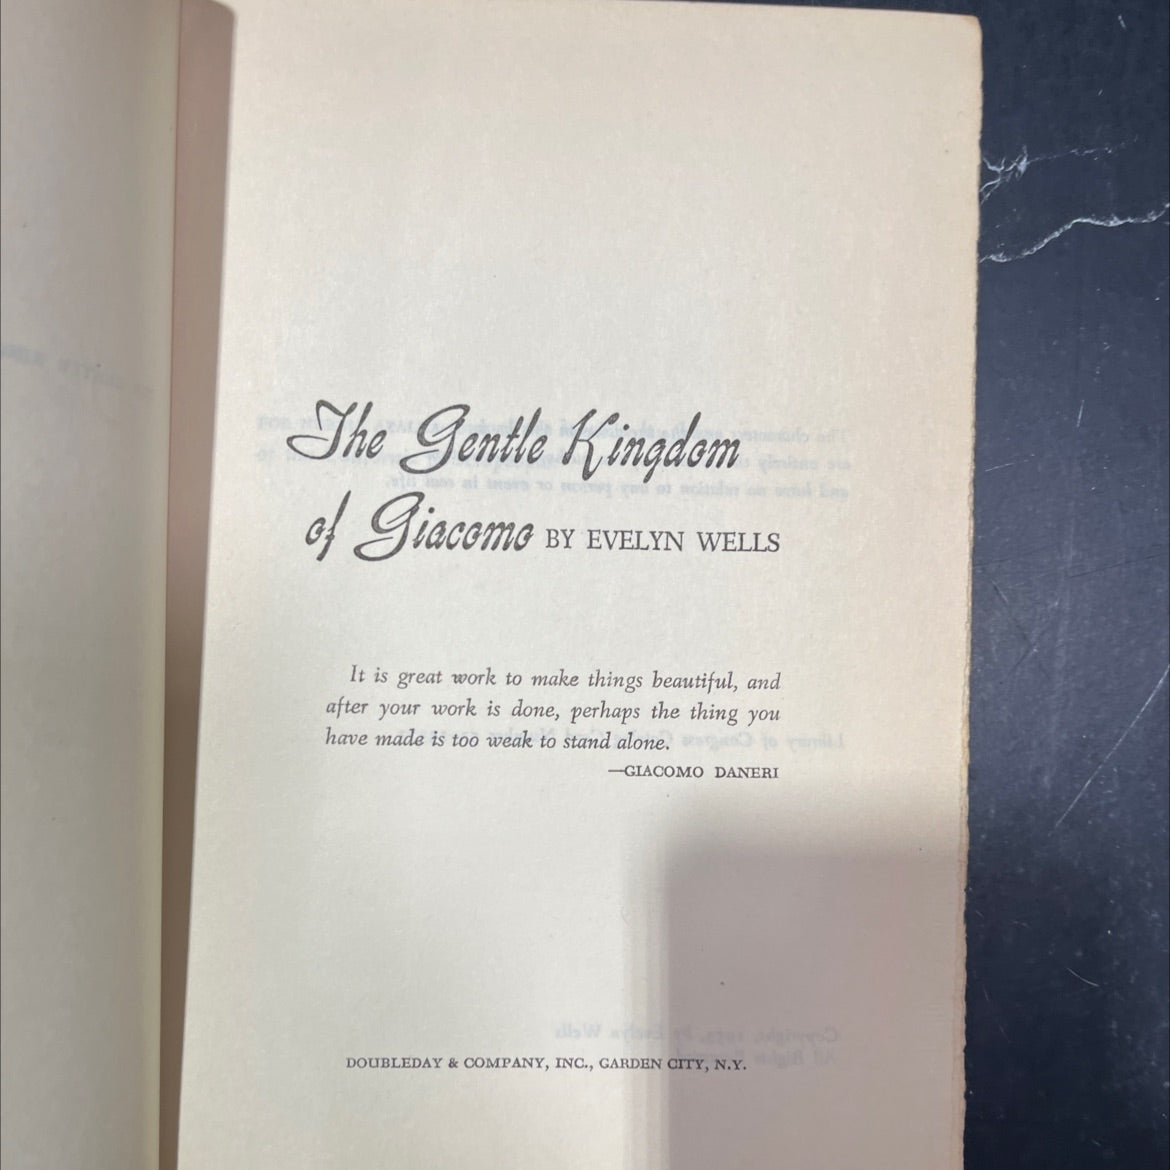 The Gentle Kingdom
of Giacomo BY EVELYN WELLS
It is great work to make things beautiful, and
after your work is done, perhaps the thing you
have made is too weak to stand alone.
—GIACOMO DANERI
DOUBLEDAY & COMPANY, INC., GARDEN CITY, N.Y.